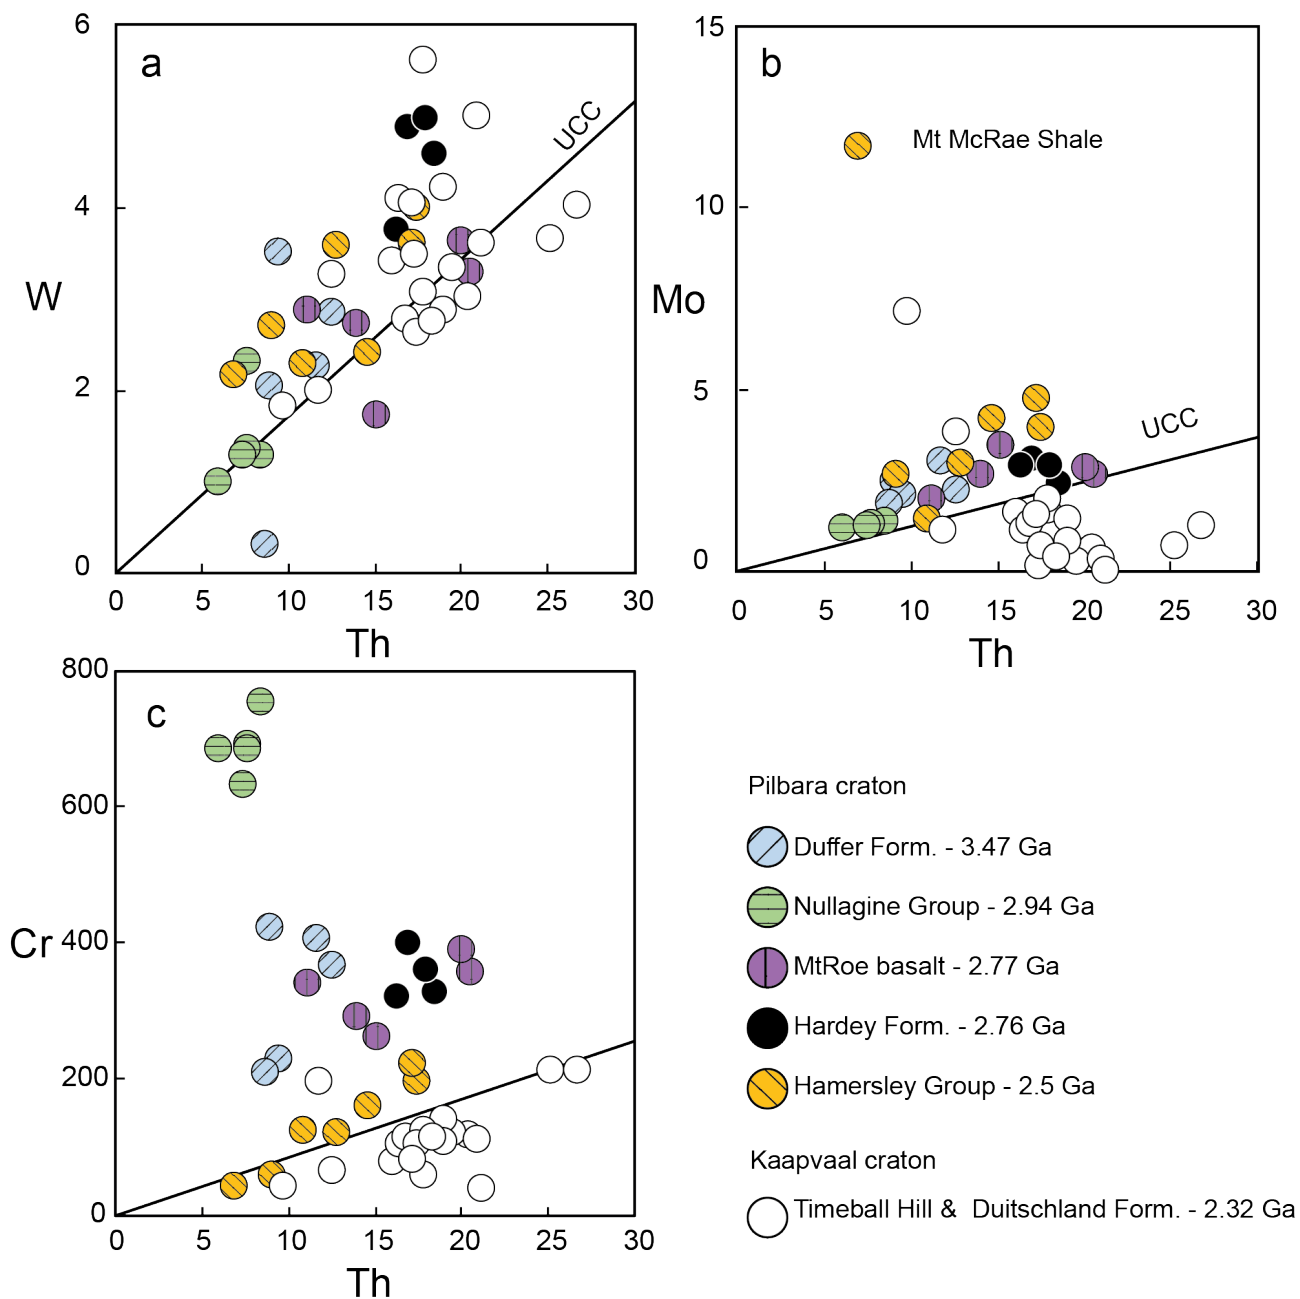 6
a
UCC
4
W
2
0
0 5 10 15 20 25 30
Th
15
b
Mt McRae Shale
10
Mo
5
UCC
0
0 5 10 15 20 25 30
Th
800
c
600
Cr
400
200
0
0 5 10 15 20 25 30
Th
Pilbara craton
Duffer Form. - 3.47 Ga
Nullagine Group - 2.94 Ga
MtRoe basalt - 2.77 Ga
Hardey Form. - 2.76 Ga
Hamersley Group - 2.5 Ga
Kaapvaal craton
Timeball Hill & Duitschland Form. - 2.32 Ga